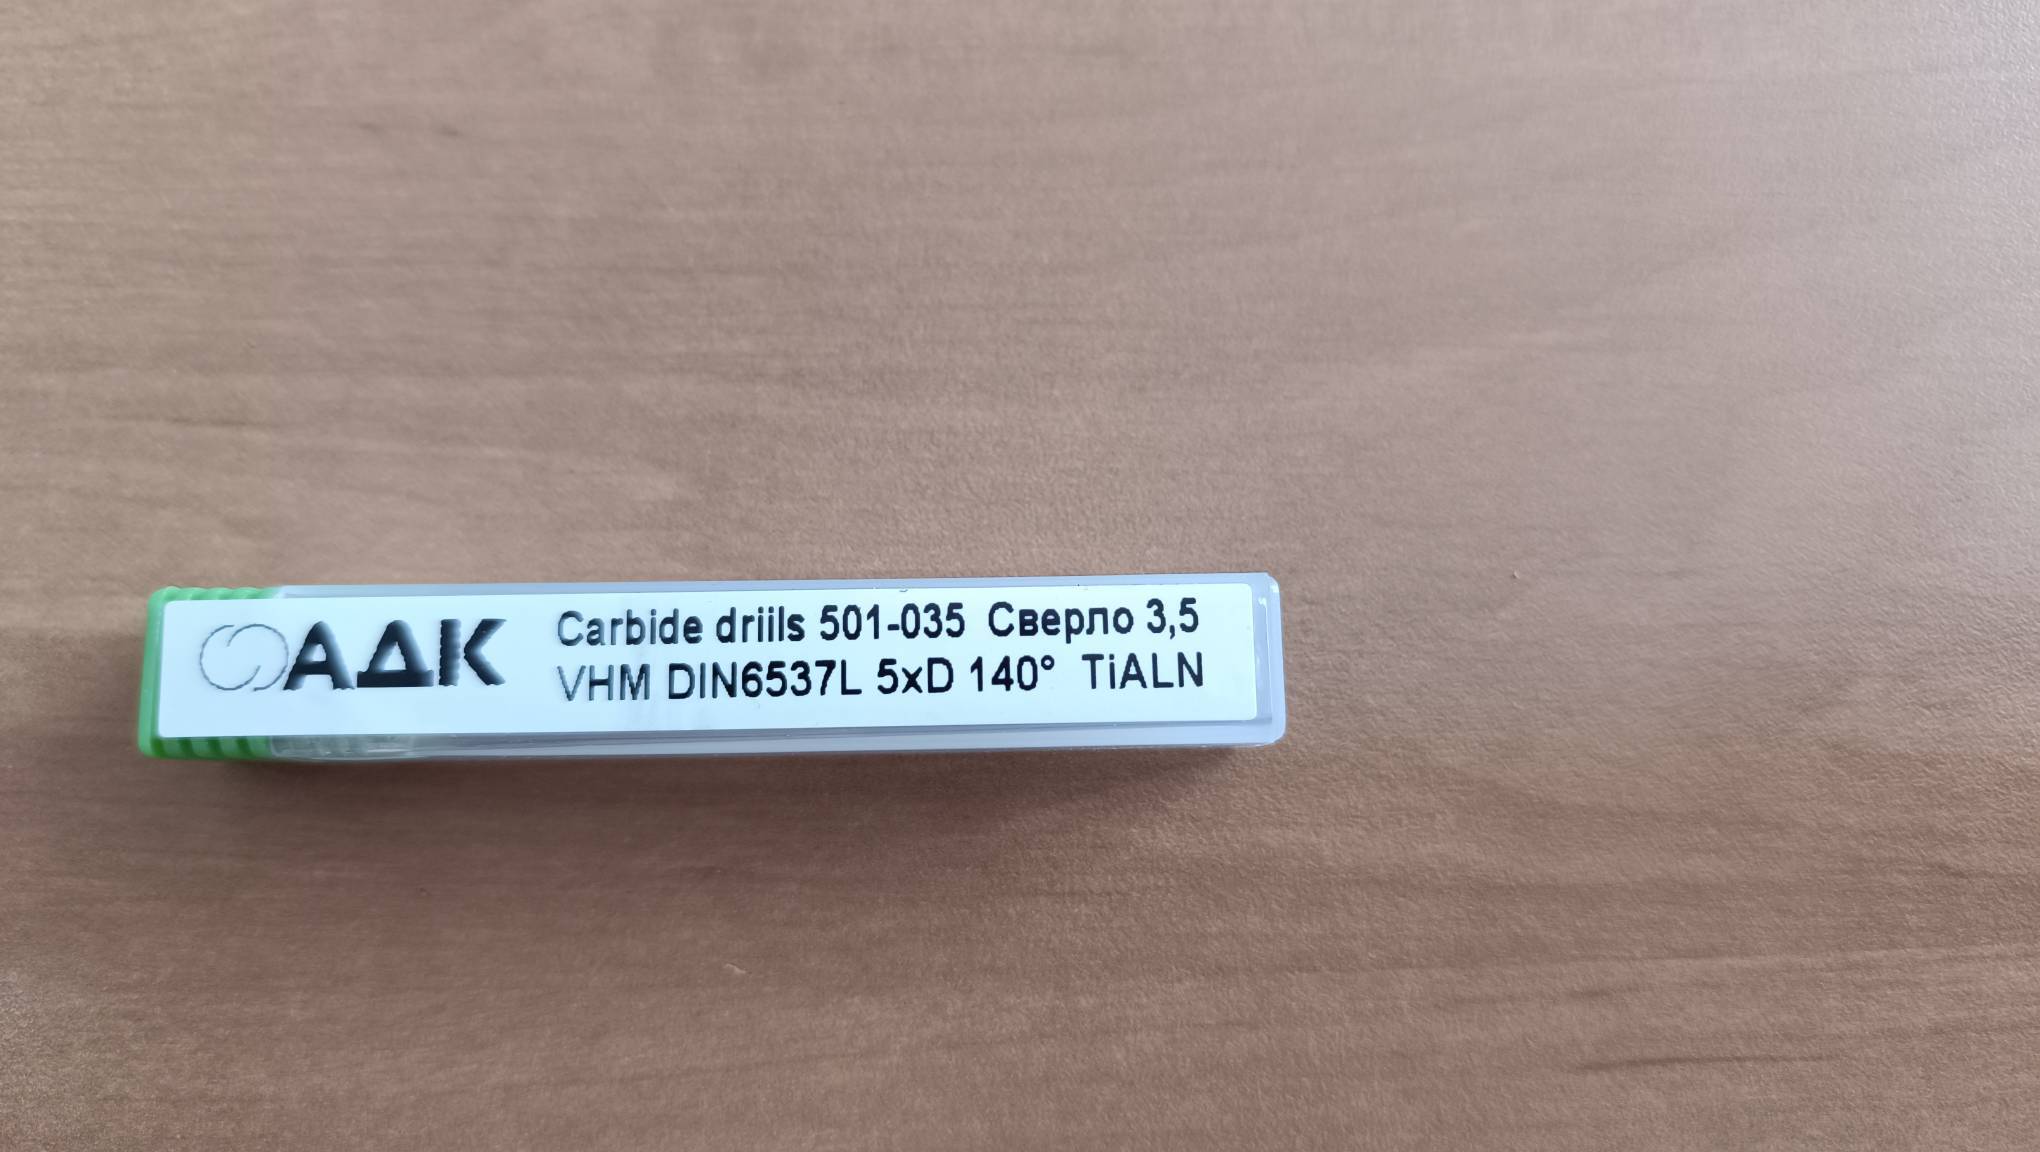 АДК
Carbide driils 501-035 Сверло 3,5
VHM DIN6537L 5xD 140° TiALN